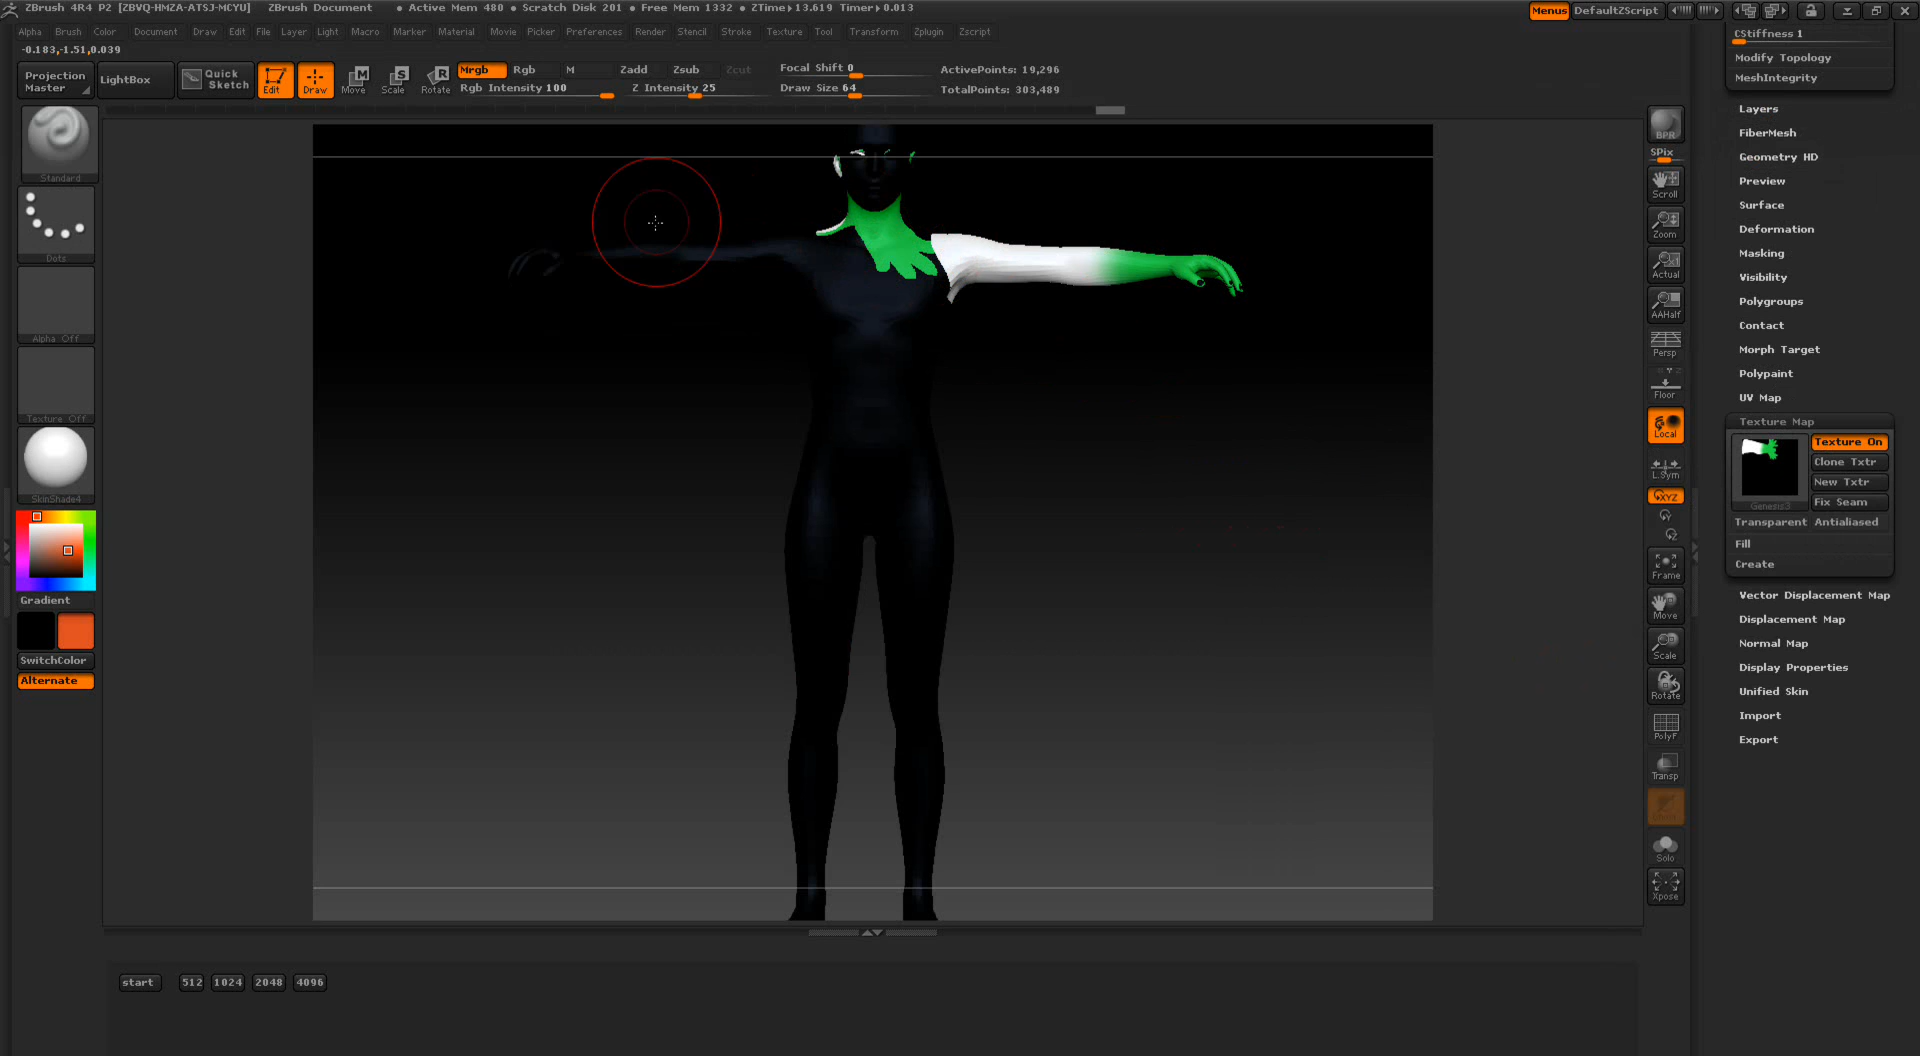 ZBrush 4R4 P2 [ZBVQ-HMZA-ATSJ-MCYU] ZBrush Document • Active Mem 480 • Scratch Disk 201 • Free Mem 1332 • ZTime▸13.619 Timer▸0.013
Menus DefaultZScript
Alpha Brush Color Document Draw Edit File Layer Light Macro Marker Material Movie Picker Preferences Render Stencil Stroke Texture Tool Transform Zplugin Zscript
-0.183,-1.51,0.039
Projection Master
LightBox
Quick Sketch
Edit
Draw
Move
Scale
Rotate
Mrgb Rgb M
Rgb Intensity 100
Zadd Zsub Zcut
Z Intensity 25
Focal Shift 0
Draw Size 64
ActivePoints: 19,296
TotalPoints: 303,489
Standard
Dots
Alpha Off
Texture Off
SkinShade4
Gradient
SwitchColor
Alternate
BPR
SPix
Scroll
Zoom
Actual
AAHalf
Persp
Floor
Local
L.Sym
XYZ
Frame
Move
Scale
Rotate
PolyF
Transp
Solo
Xpose
CStiffness 1
Modify Topology
MeshIntegrity
Layers
FiberMesh
Geometry HD
Preview
Surface
Deformation
Masking
Visibility
Polygroups
Contact
Morph Target
Polypaint
UV Map
Texture Map
Texture On
Clone Txtr
New Txtr
Fix Seam
Genesis3
Transparent Antialiased
Fill
Create
Vector Displacement Map
Displacement Map
Normal Map
Display Properties
Unified Skin
Import
Export
start 512 1024 2048 4096